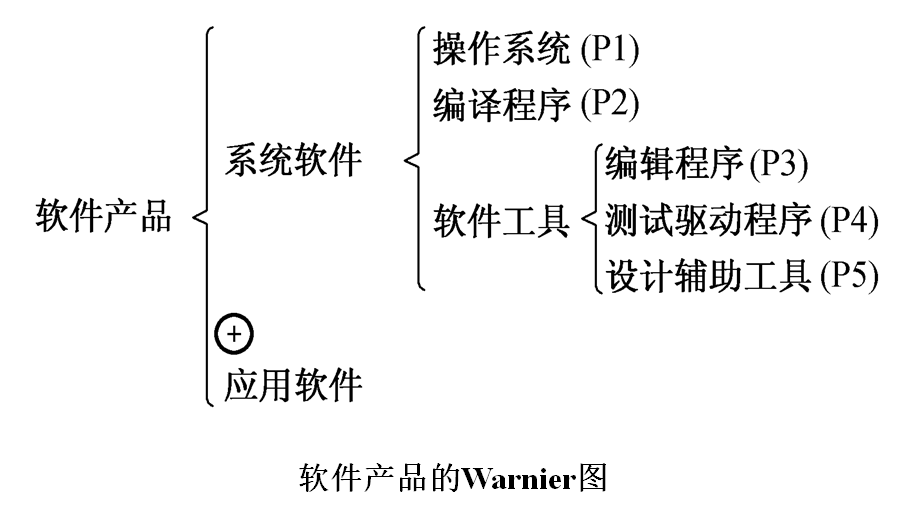 操作系统 (P1)
编译程序 (P2)
系统软件
编辑程序 (P3)
软件产品
软件工具
测试驱动程序 (P4)
设计辅助工具 (P5)
+
应用软件
软件产品的Warnier图